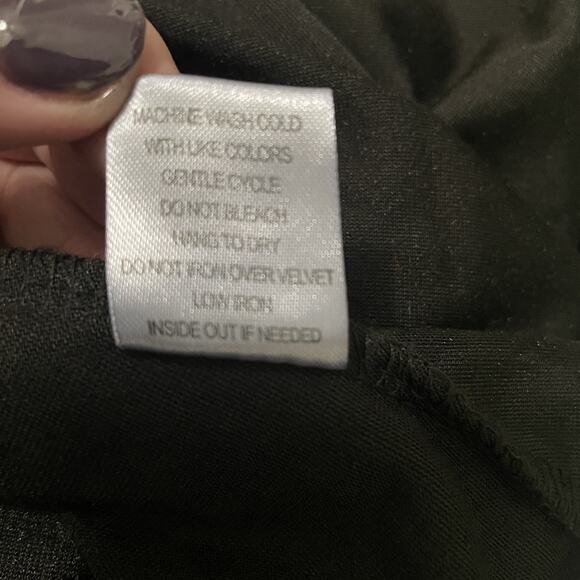 MACHINE WASH COLD
WITH LIKE COLORS
GENTLE CYCLE
DO NOT BLEACH
HANG TO DRY
DO NOT IRON OVER VELVET
LOW IRON
INSIDE OUT IF NEEDED